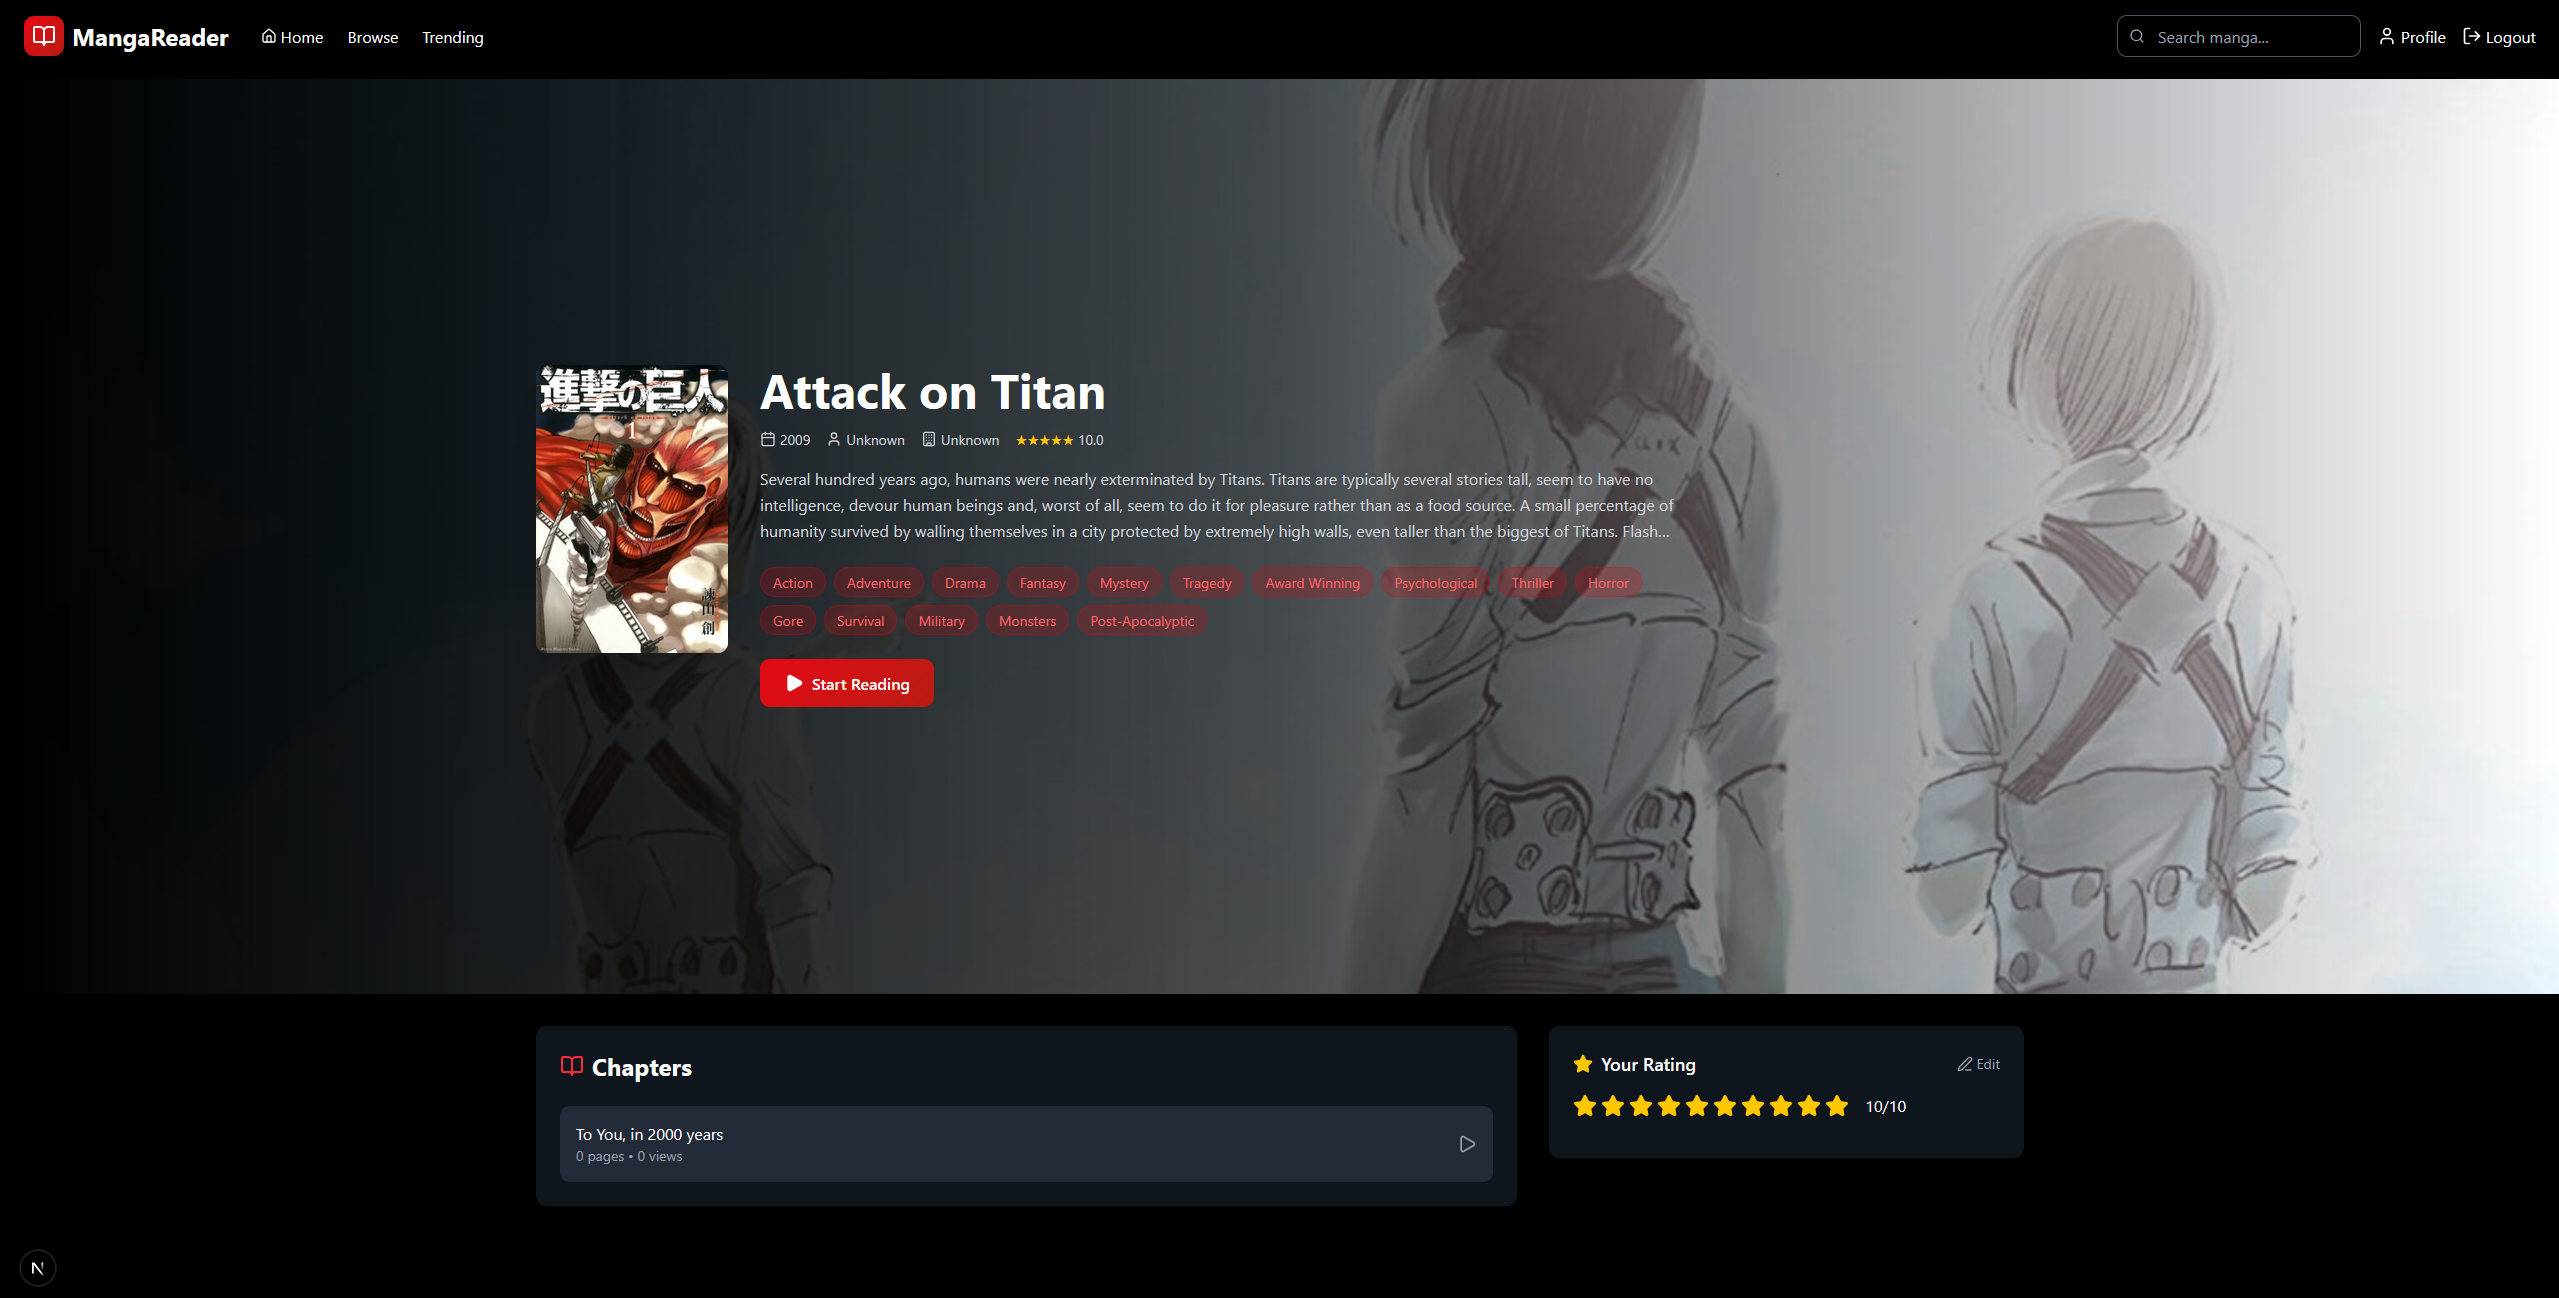 MangaReader
Home
Browse
Trending
Search manga...
Profile
Logout
進撃の巨人
1
諫山創
Attack on Titan
2009
Unknown
Unknown
★★★★★ 10.0
Several hundred years ago, humans were nearly exterminated by Titans. Titans are typically several stories tall, seem to have no
intelligence, devour human beings and, worst of all, seem to do it for pleasure rather than as a food source. A small percentage of
humanity survived by walling themselves in a city protected by extremely high walls, even taller than the biggest of Titans. Flash...
Action Adventure Drama Fantasy Mystery Tragedy Award Winning Psychological Thriller Horror
Gore Survival Military Monsters Post-Apocalyptic
Start Reading
Chapters
To You, in 2000 years
0 pages • 0 views
Your Rating
Edit
10/10
N